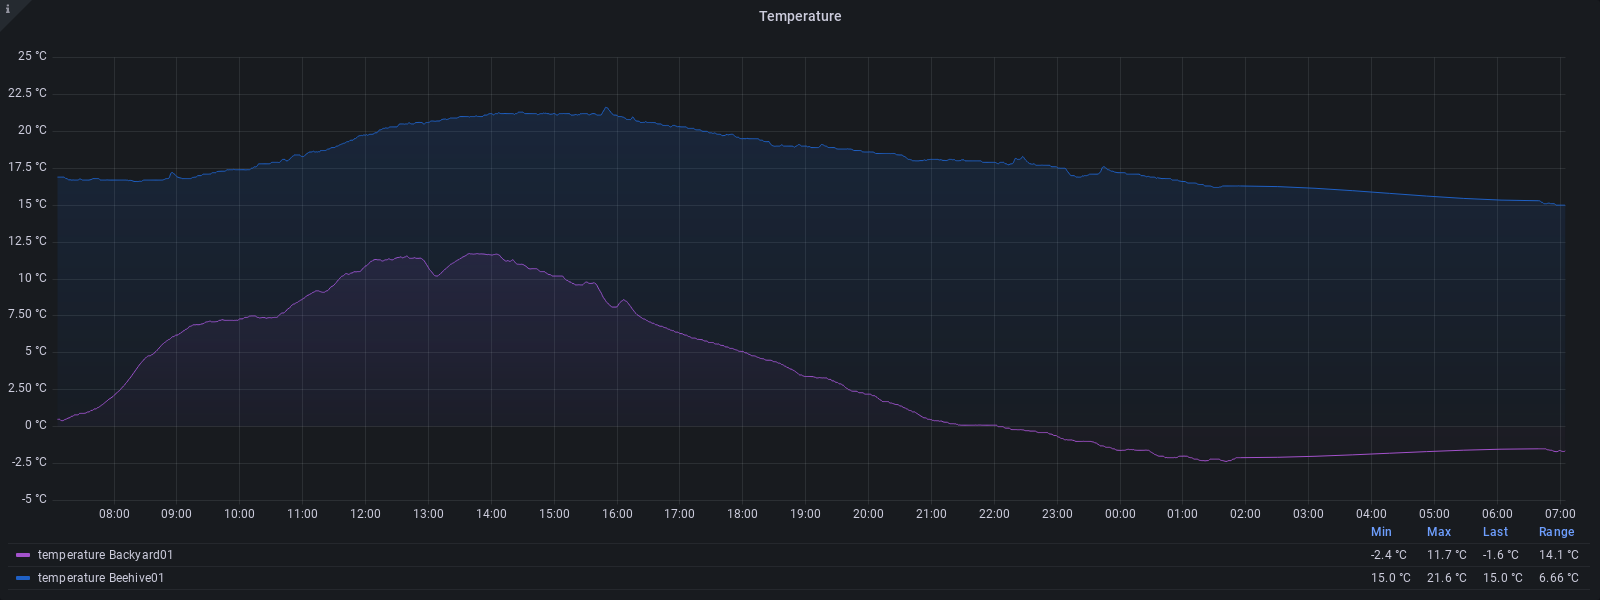 i
Temperature
25 °C
22.5 °C
20 °C
17.5 °C
15 °C
12.5 °C
10 °C
7.50 °C
5 °C
2.50 °C
0 °C
-2.5 °C
-5 °C
08:00 09:00 10:00 11:00 12:00 13:00 14:00 15:00 16:00 17:00 18:00 19:00 20:00 21:00 22:00 23:00 00:00 01:00 02:00 03:00 04:00 05:00 06:00 07:00
Min Max Last Range
temperature Backyard01 -2.4 °C 11.7 °C -1.6 °C 14.1 °C
temperature Beehive01 15.0 °C 21.6 °C 15.0 °C 6.66 °C